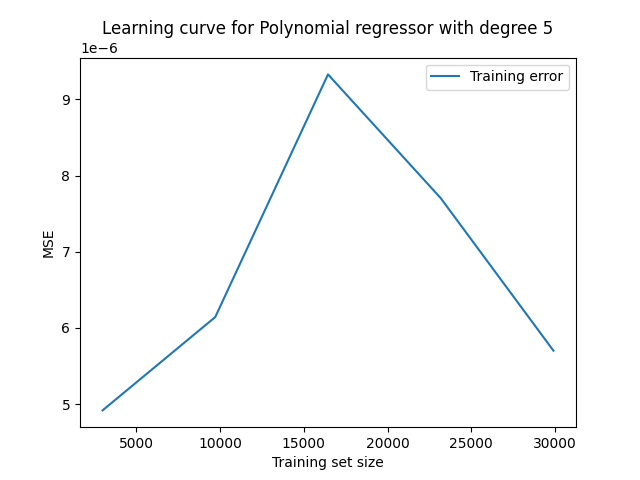 Learning curve for Polynomial regressor with degree 5
1e−6
Training error
9
8
7
6
5
MSE
5000 10000 15000 20000 25000 30000
Training set size